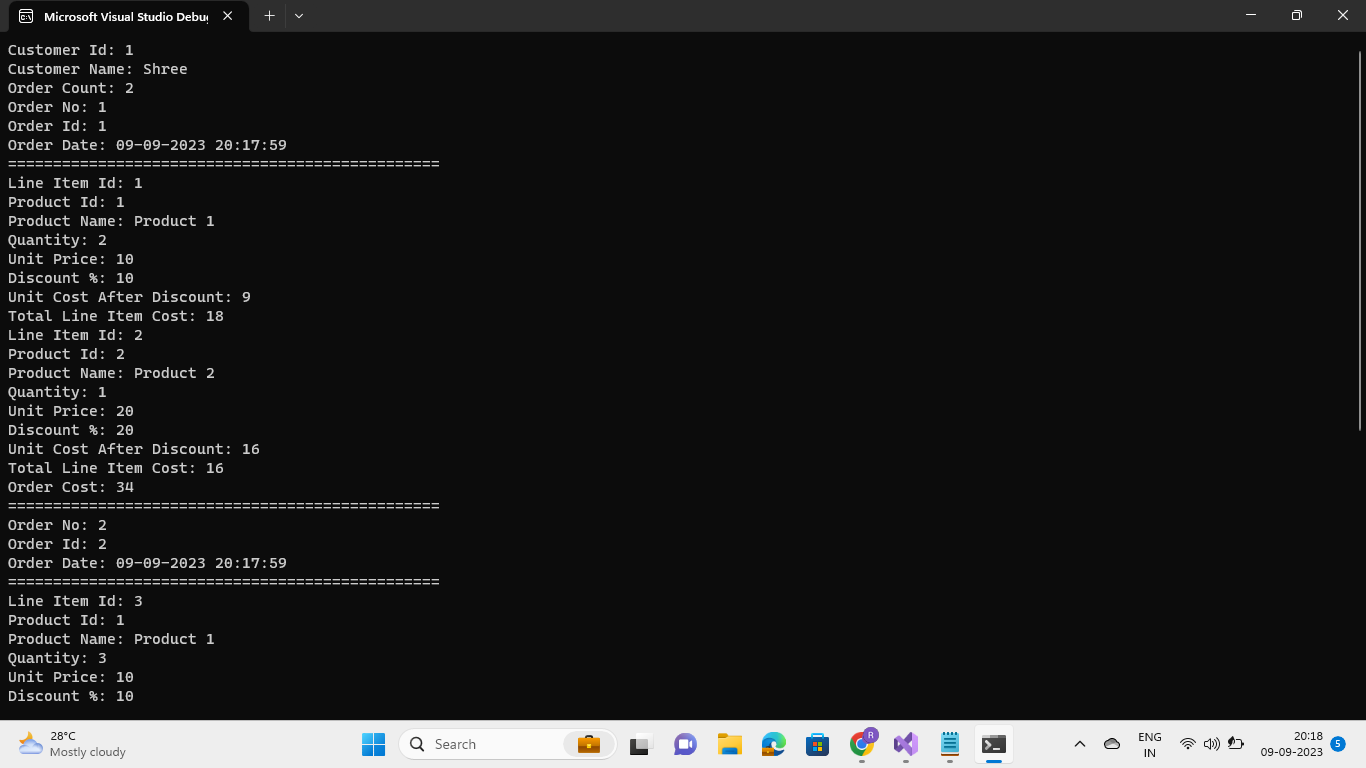 Microsoft Visual Studio Debu
Customer Id: 1
Customer Name: Shree
Order Count: 2
Order No: 1
Order Id: 1
Order Date: 09-09-2023 20:17:59
================================================
Line Item Id: 1
Product Id: 1
Product Name: Product 1
Quantity: 2
Unit Price: 10
Discount %: 10
Unit Cost After Discount: 9
Total Line Item Cost: 18
Line Item Id: 2
Product Id: 2
Product Name: Product 2
Quantity: 1
Unit Price: 20
Discount %: 20
Unit Cost After Discount: 16
Total Line Item Cost: 16
Order Cost: 34
================================================
Order No: 2
Order Id: 2
Order Date: 09-09-2023 20:17:59
================================================
Line Item Id: 3
Product Id: 1
Product Name: Product 1
Quantity: 3
Unit Price: 10
Discount %: 10
28°C
Mostly cloudy
Search
R
ENG
IN
20:18
09-09-2023
5